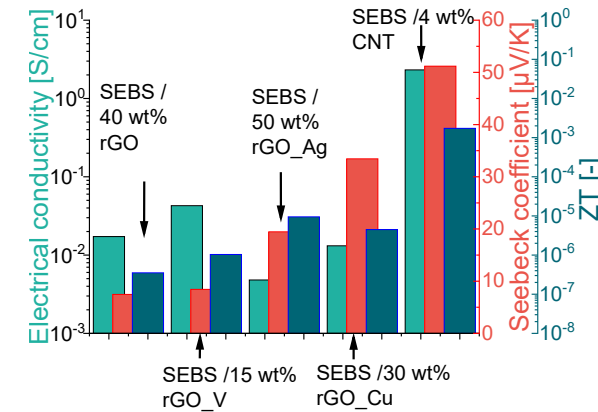 Electrical conductivity [S/cm]
10¹
10⁰
10⁻¹
10⁻²
10⁻³
SEBS /
40 wt%
rGO
SEBS /
50 wt%
rGO_Ag
SEBS /4 wt%
CNT
SEBS /15 wt%
rGO_V
SEBS /30 wt%
rGO_Cu
60
50
40
30
20
10
0
Seebeck coefficient [µV/K]
10⁰
10⁻¹
10⁻²
10⁻³
10⁻⁴
10⁻⁵
10⁻⁶
10⁻⁷
10⁻⁸
ZT [-]